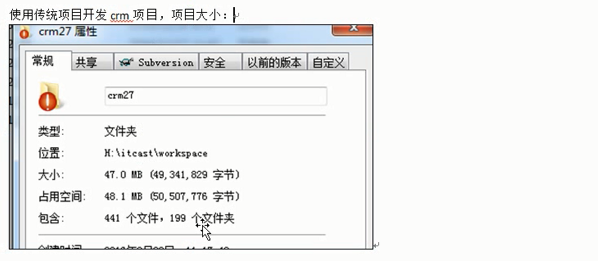 使用传统项目开发 crm 项目，项目大小：
crm27 属性
常规 共享 Subversion 安全 以前的版本 自定义
crm27
类型: 文件夹
位置: H:\itcast\workspace
大小: 47.0 MB (49,341,829 字节)
占用空间: 48.1 MB (50,507,776 字节)
包含: 441 个文件，199 个文件夹